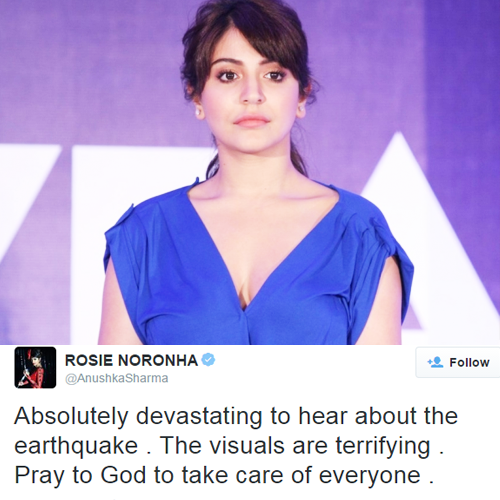 ROSIE NORONHA
@AnushkaSharma
Follow
Absolutely devastating to hear about the
earthquake . The visuals are terrifying .
Pray to God to take care of everyone .